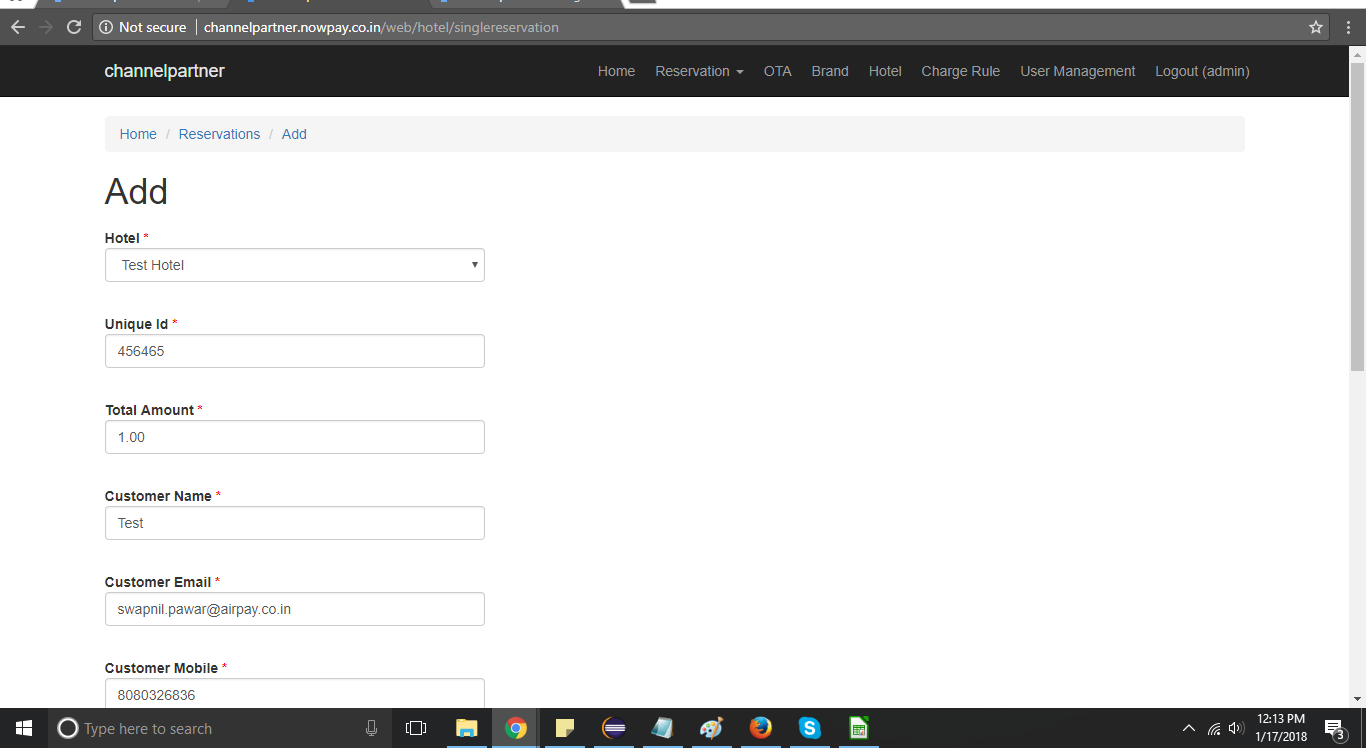 Not secure channelpartner.nowpay.co.in/web/hotel/singlereservation
channelpartner Home Reservation OTA Brand Hotel Charge Rule User Management Logout (admin)
Home / Reservations / Add
Add
Hotel *
Test Hotel
Unique Id *
456465
Total Amount *
1.00
Customer Name *
Test
Customer Email *
swapnil.pawar@airpay.co.in
Customer Mobile *
8080326836
Type here to search
12:13 PM
1/17/2018
3